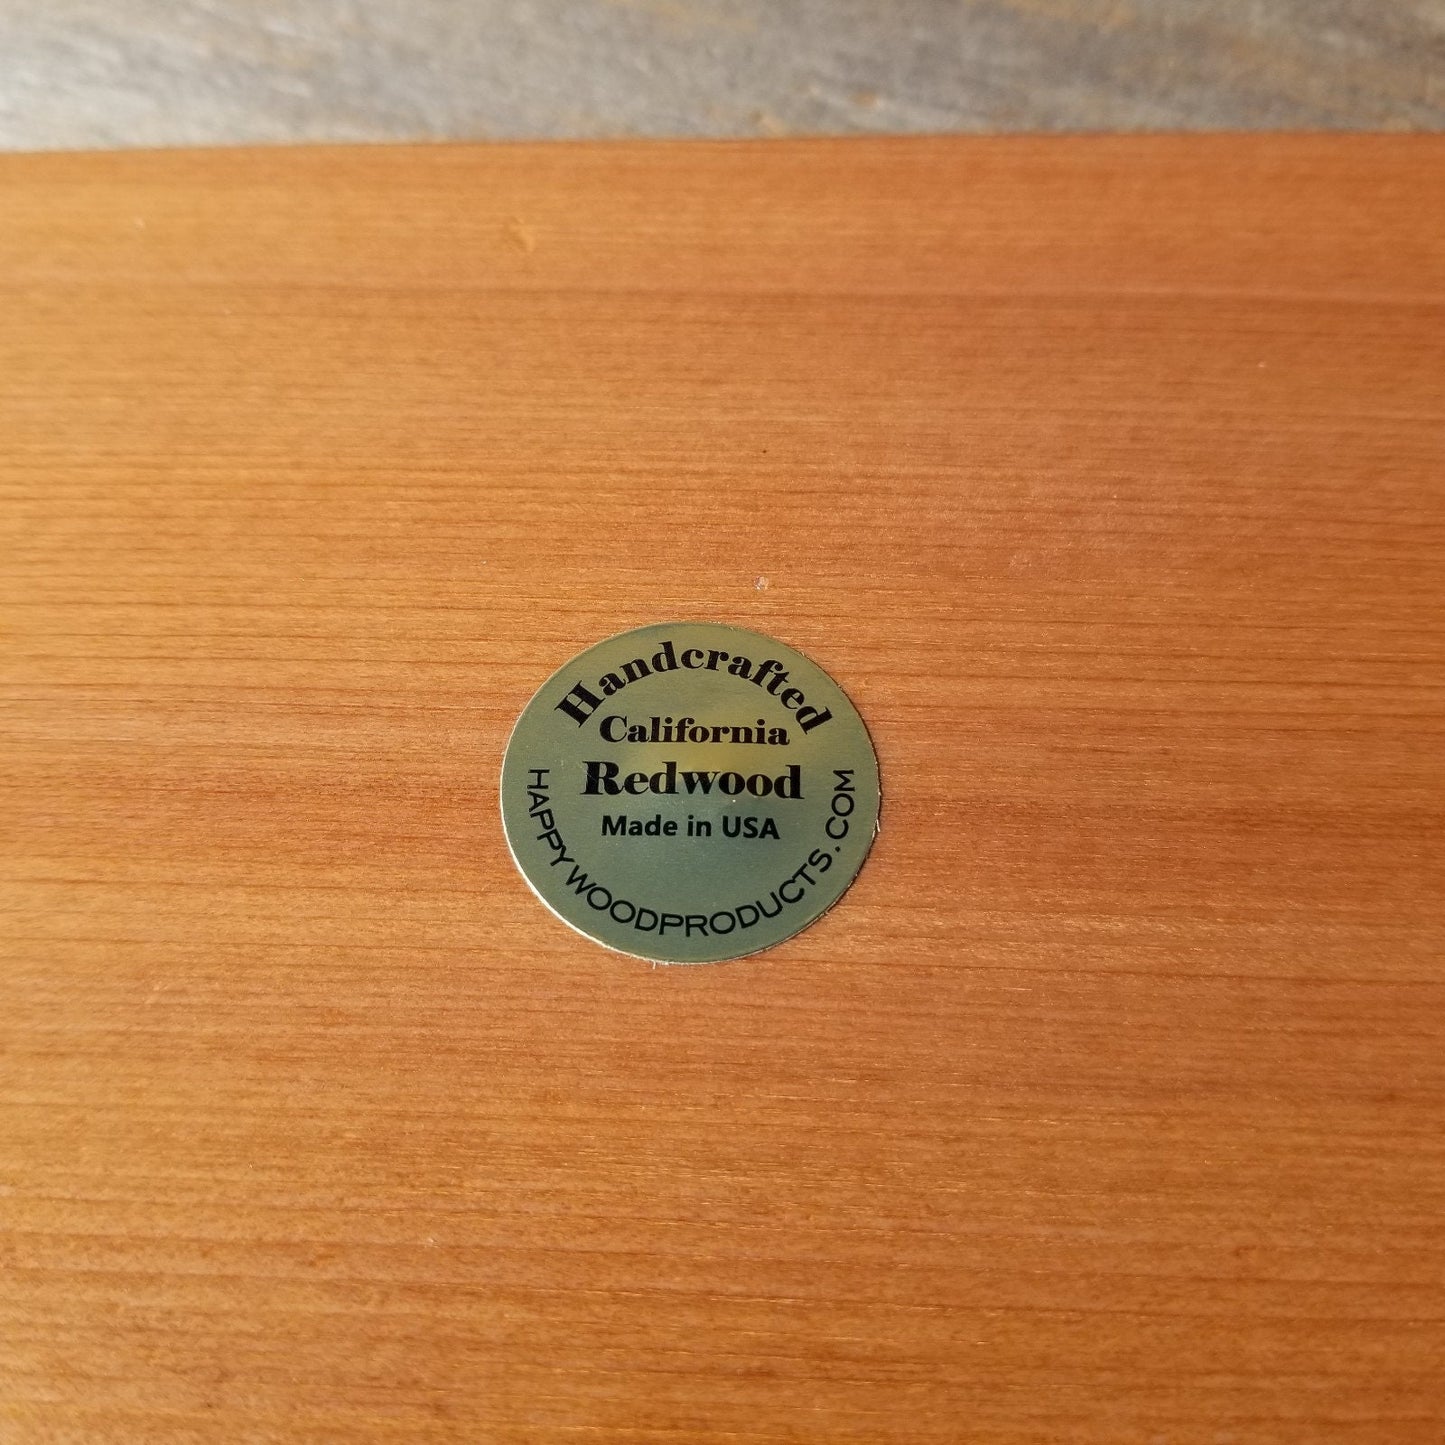 Handcrafted
California
Redwood
Made in USA
HAPPYWOODPRODUCTS.COM